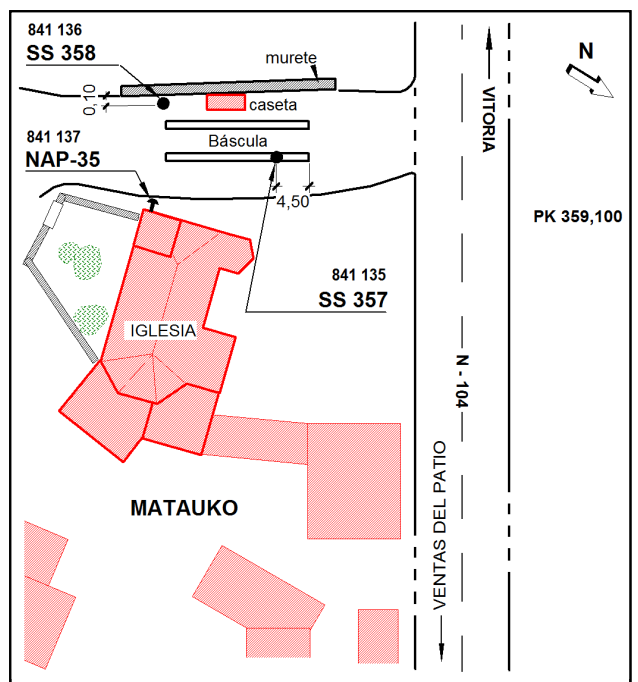 841 136
SS 358
murete
N
0,10
caseta
VITORIA
Báscula
841 137
NAP-35
4,50
PK 359,100
841 135
SS 357
IGLESIA
N - 104
MATAUKO
VENTAS DEL PATIO